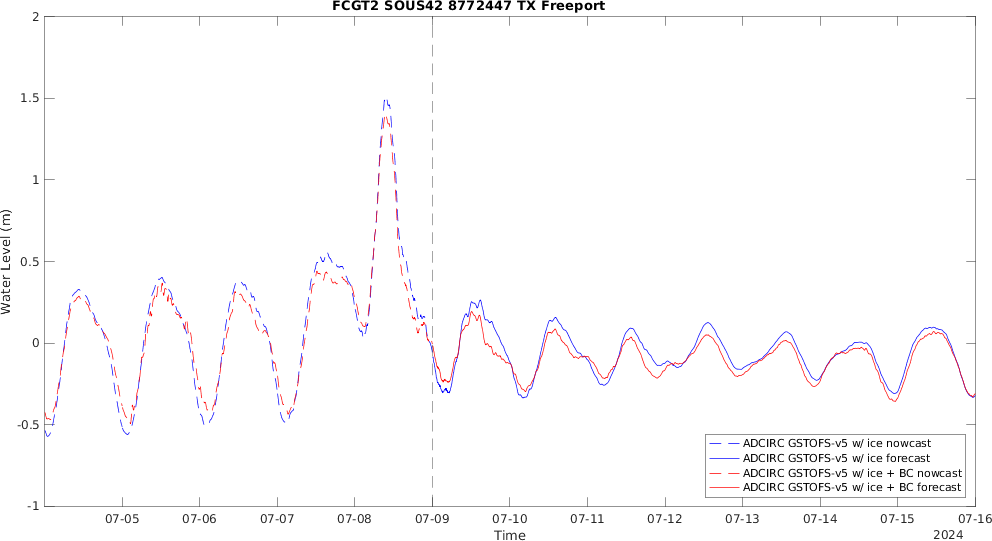 FCGT2 SOUS42 8772447 TX Freeport
2
1.5
1
0.5
0
-0.5
-1
Water Level (m)
ADCIRC GSTOFS-v5 w/ ice nowcast
ADCIRC GSTOFS-v5 w/ ice forecast
ADCIRC GSTOFS-v5 w/ ice + BC nowcast
ADCIRC GSTOFS-v5 w/ ice + BC forecast
07-05 07-06 07-07 07-08 07-09 07-10 07-11 07-12 07-13 07-14 07-15 07-16
Time
2024